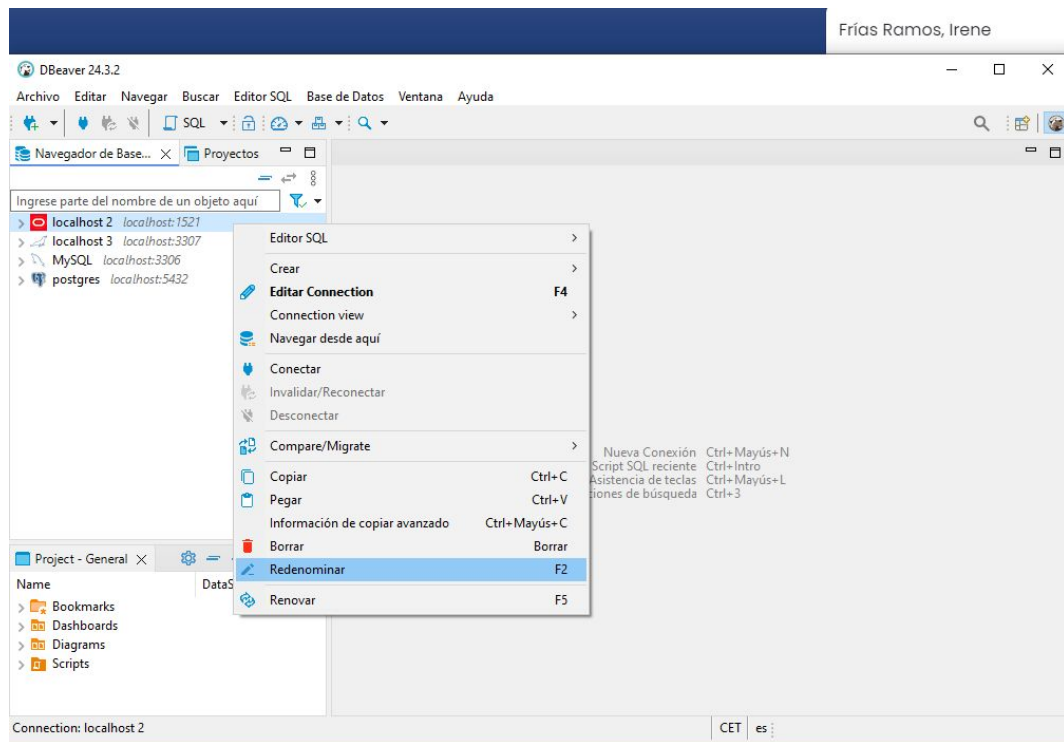 Frías Ramos, Irene
DBeaver 24.3.2
Archivo Editar Navegar Buscar Editor SQL Base de Datos Ventana Ayuda
SQL
Navegador de Base... Proyectos
Ingrese parte del nombre de un objeto aquí
localhost 2 localhost:1521
localhost 3 localhost:3307
MySQL localhost:3306
postgres localhost:5432
Editor SQL
Crear
Editar Connection F4
Connection view
Navegar desde aquí
Conectar
Invalidar/Reconectar
Desconectar
Compare/Migrate
Copiar Ctrl+C
Pegar Ctrl+V
Información de copiar avanzado Ctrl+Mayús+C
Borrar Borrar
Redenominar F2
Renovar F5
Nueva Conexión Ctrl+Mayús+N
Script SQL reciente Ctrl+Intro
Asistencia de teclas Ctrl+Mayús+L
de búsqueda Ctrl+3
Project - General
Name DataS
Bookmarks
Dashboards
Diagrams
Scripts
Connection: localhost 2 CET es